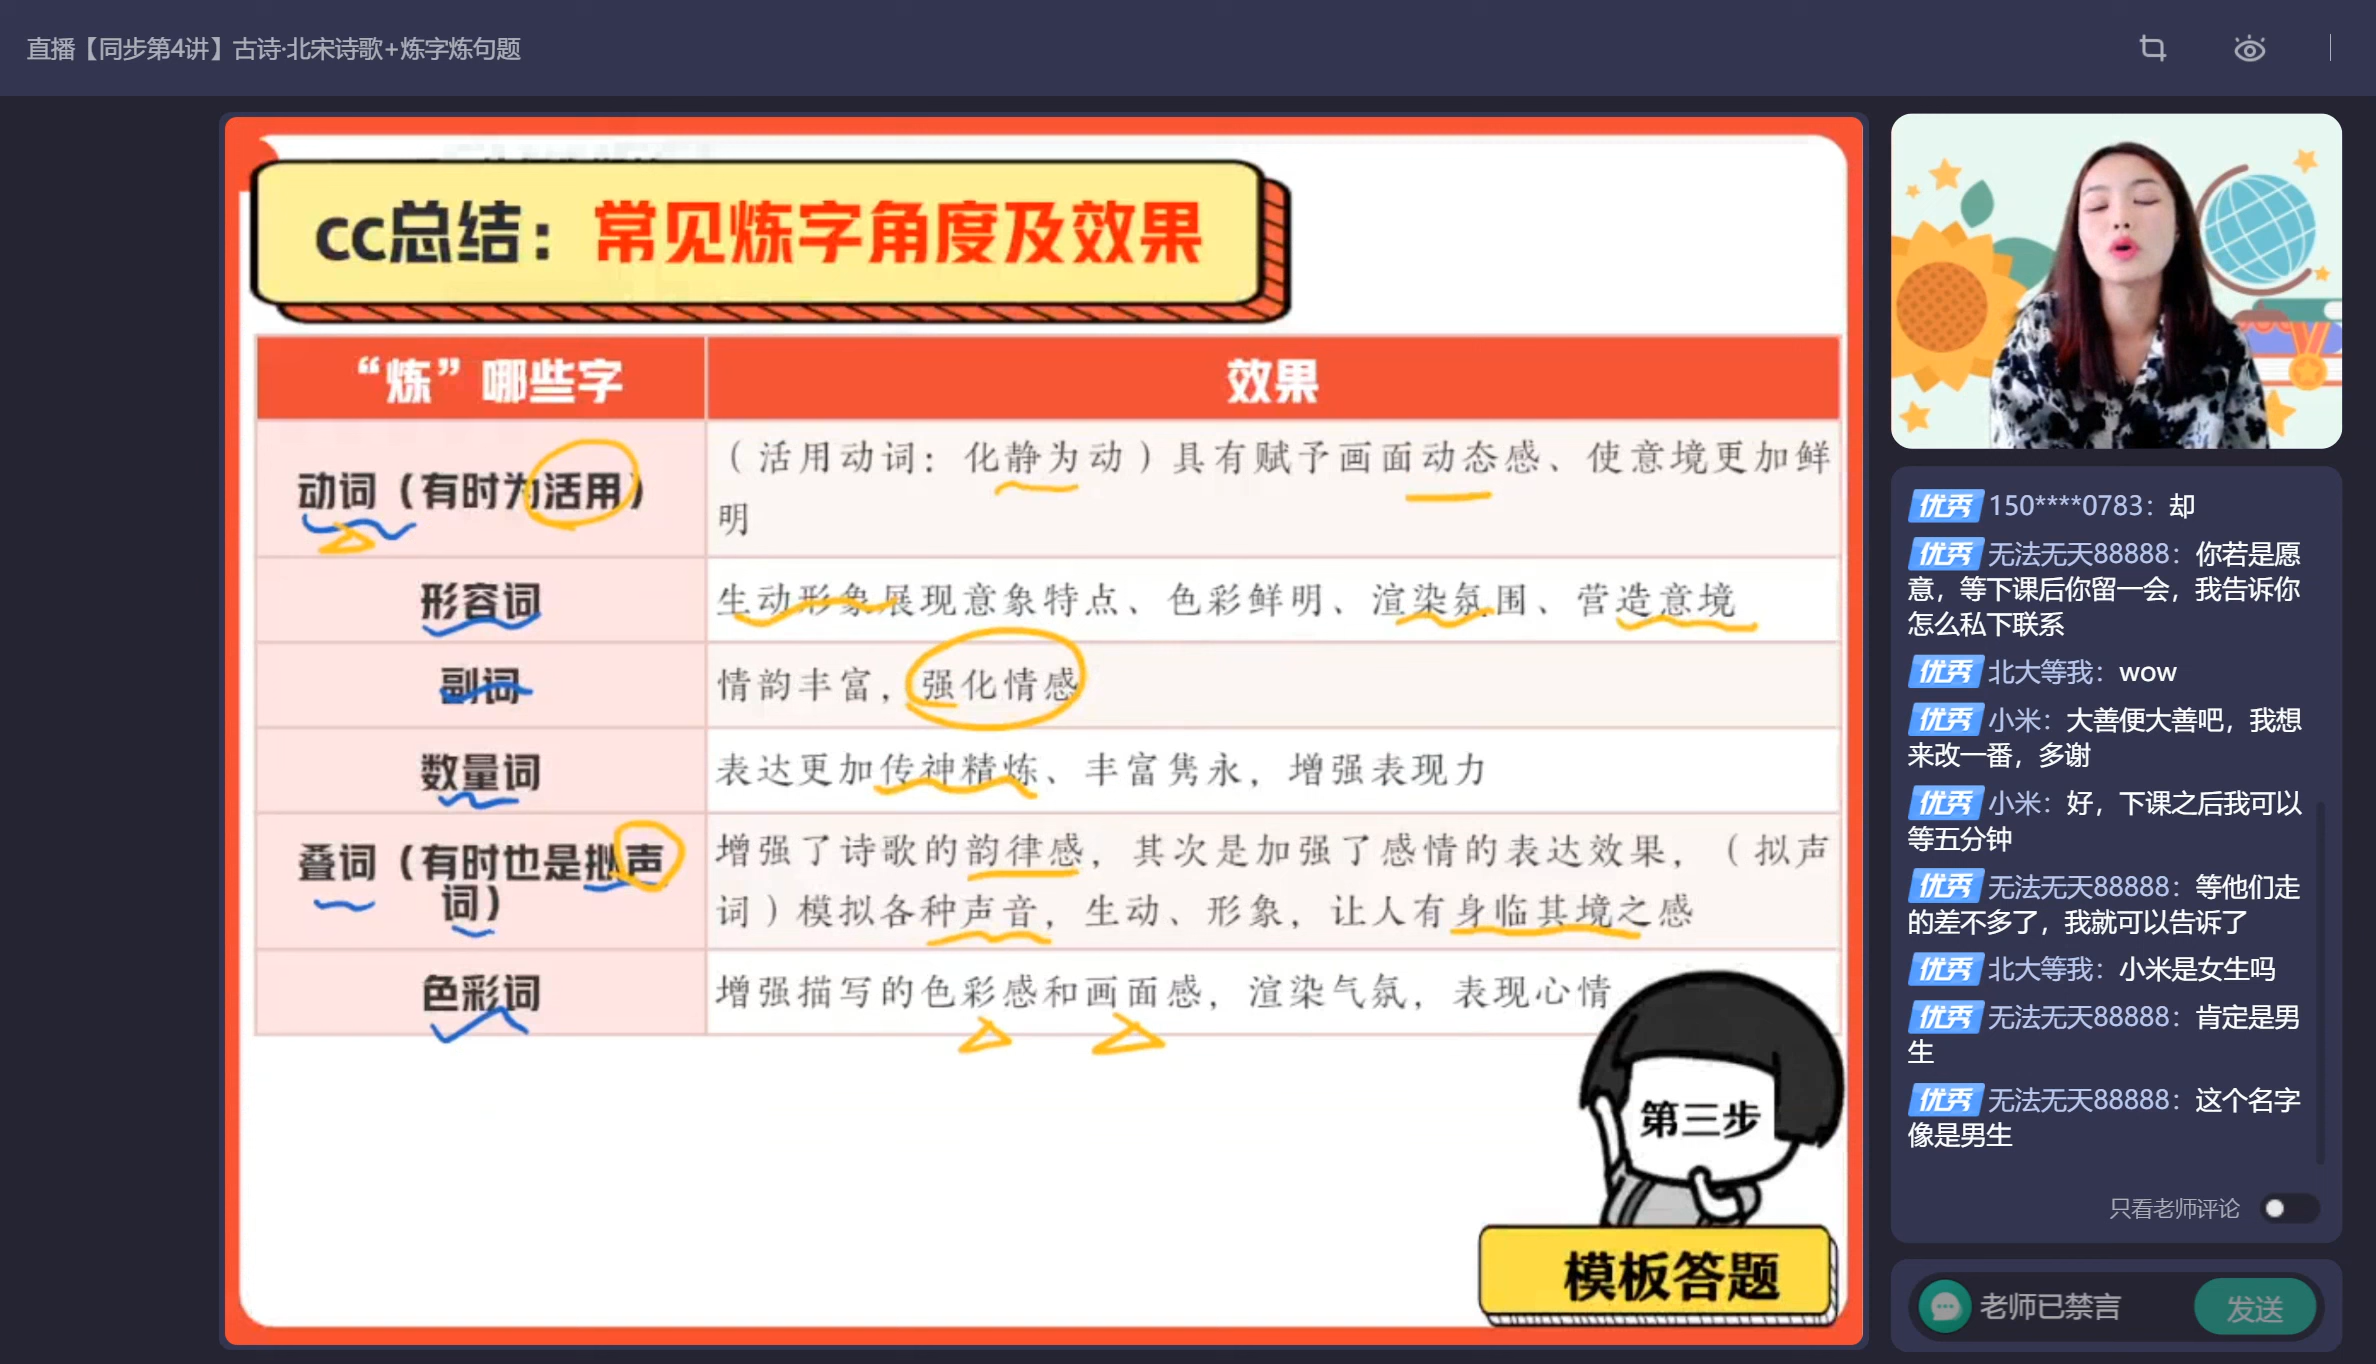 直播【同步第4讲】古诗·北宋诗歌+炼字炼句题
cc总结：常见炼字角度及效果
“炼”哪些字
效果
动词（有时为活用）
（活用动词：化静为动）具有赋予画面动态感、使意境更加鲜
明
形容词
生动形象展现意象特点、色彩鲜明、渲染氛围、营造意境
副词
情韵丰富，强化情感
数量词
表达更加传神精炼、丰富隽永，增强表现力
叠词（有时也是拟声
词）
增强了诗歌的韵律感，其次是加强了感情的表达效果，（拟声
词）模拟各种声音，生动、形象，让人有身临其境之感
色彩词
增强描写的色彩感和画面感，渲染气氛，表现心情
第三步
模板答题
优秀 150****0783：却
优秀 无法无天88888：你若是愿
意，等下课后你留一会，我告诉你
怎么私下联系
优秀 北大等我：wow
优秀 小米：大善便大善吧，我想
来改一番，多谢
优秀 小米：好，下课之后我可以
等五分钟
优秀 无法无天88888：等他们走
的差不多了，我就可以告诉了
优秀 北大等我：小米是女生吗
优秀 无法无天88888：肯定是男
生
优秀 无法无天88888：这个名字
像是男生
只看老师评论
老师已禁言
发送